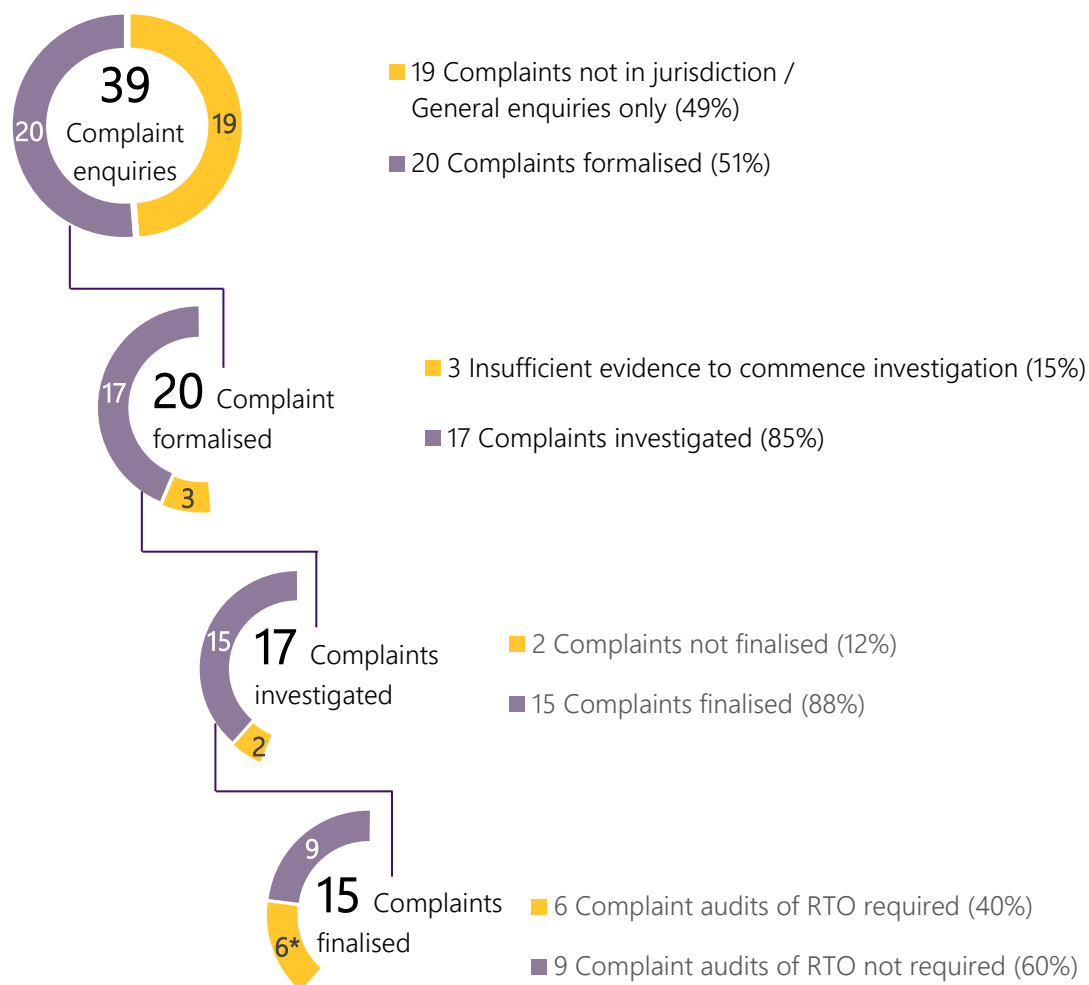 39
Complaint
enquiries
20
19
19 Complaints not in jurisdiction /
General enquiries only (49%)
20 Complaints formalised (51%)
17
3
20 Complaint
formalised
3 Insufficient evidence to commence investigation (15%)
17 Complaints investigated (85%)
15
2
17 Complaints
investigated
2 Complaints not finalised (12%)
15 Complaints finalised (88%)
9
6*
15 Complaints
finalised
6 Complaint audits of RTO required (40%)
9 Complaint audits of RTO not required (60%)